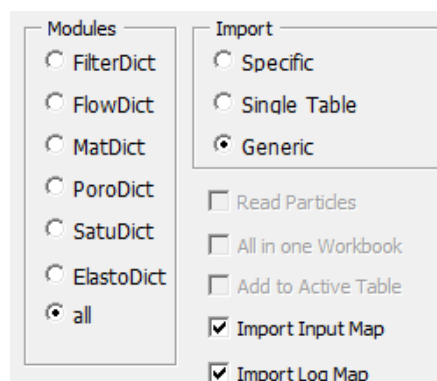 Modules
FilterDict
FlowDict
MatDict
PoroDict
SatuDict
ElastoDict
all
Import
Specific
Single Table
Generic
Read Particles
All in one Workbook
Add to Active Table
Import Input Map
Import Log Map